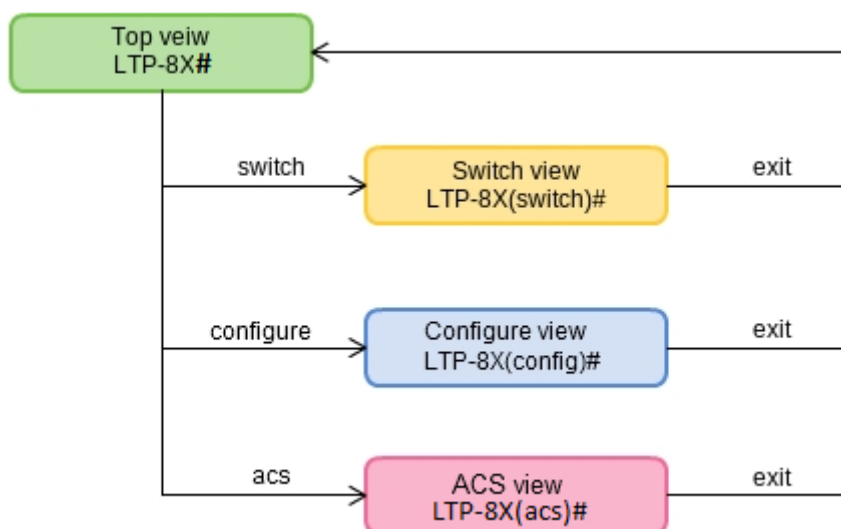 Top veiw
LTP-8X#
switch
Switch view
LTP-8X(switch)#
exit
configure
Configure view
LTP-8X(config)#
exit
acs
ACS view
LTP-8X(acs)#
exit